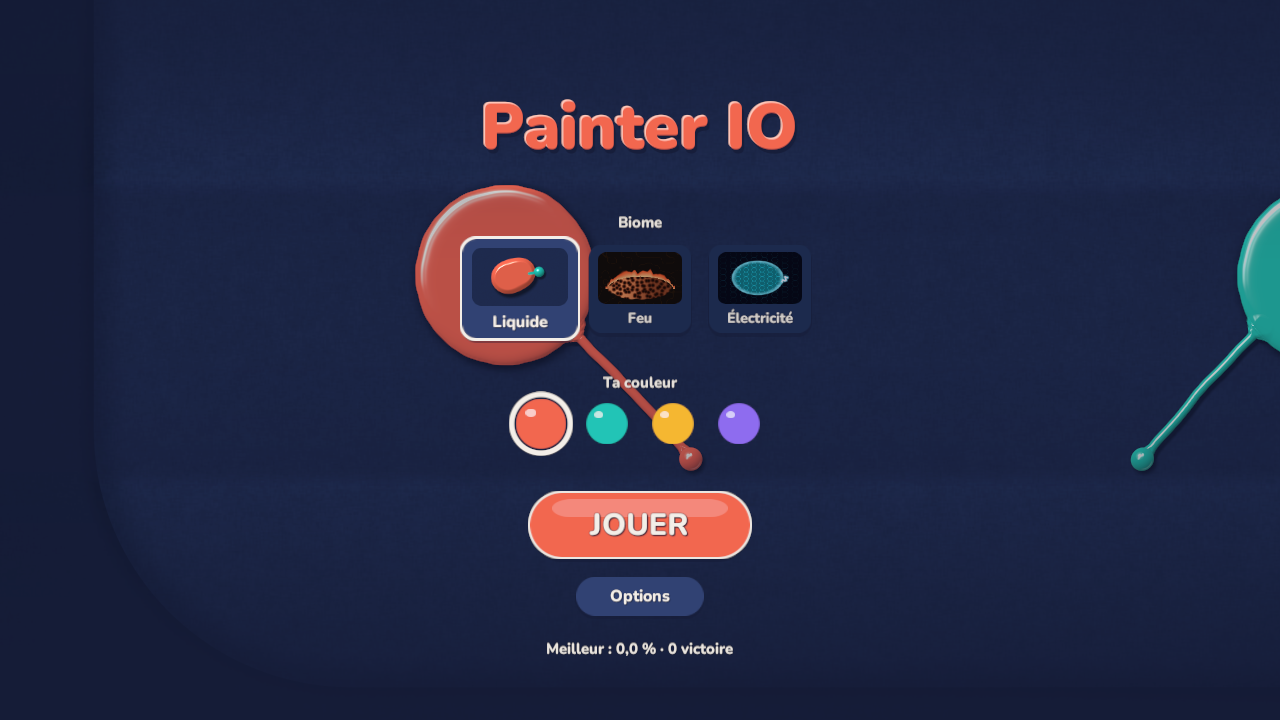 Painter IO
Biome
Liquide
Feu
Électricité
Ta couleur
JOUER
Options
Meilleur : 0,0 % · 0 victoire